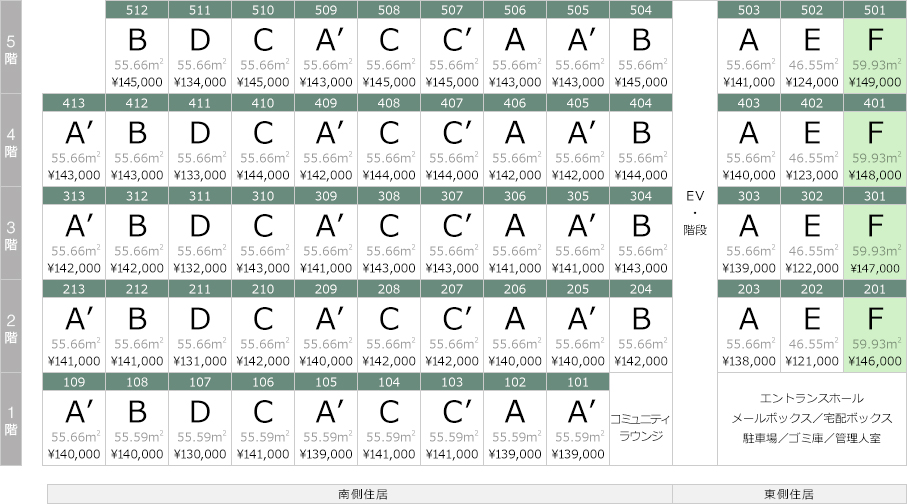 5階
512 511 510 509 508 507 506 505 504 503 502 501
B D C A′ C C′ A A′ B A E F
55.66m² 55.66m² 55.66m² 55.66m² 55.66m² 55.66m² 55.66m² 55.66m² 55.66m² 55.66m² 46.55m² 59.93m²
¥145,000 ¥134,000 ¥145,000 ¥143,000 ¥145,000 ¥145,000 ¥143,000 ¥143,000 ¥145,000 ¥141,000 ¥124,000 ¥149,000
4階
413 412 411 410 409 408 407 406 405 404 403 402 401
A′ B D C A′ C C′ A A′ B A E F
55.66m² 55.66m² 55.66m² 55.66m² 55.66m² 55.66m² 55.66m² 55.66m² 55.66m² 55.66m² 55.66m² 46.55m² 59.93m²
¥143,000 ¥143,000 ¥133,000 ¥144,000 ¥142,000 ¥144,000 ¥144,000 ¥142,000 ¥142,000 ¥144,000 ¥140,000 ¥123,000 ¥148,000
EV
・
階段
3階
313 312 311 310 309 308 307 306 305 304 303 302 301
A′ B D C A′ C C′ A A′ B A E F
55.66m² 55.66m² 55.66m² 55.66m² 55.66m² 55.66m² 55.66m² 55.66m² 55.66m² 55.66m² 55.66m² 46.55m² 59.93m²
¥142,000 ¥142,000 ¥132,000 ¥143,000 ¥141,000 ¥143,000 ¥143,000 ¥141,000 ¥141,000 ¥143,000 ¥139,000 ¥122,000 ¥147,000
2階
213 212 211 210 209 208 207 206 205 204 203 202 201
A′ B D C A′ C C′ A A′ B A E F
55.66m² 55.66m² 55.66m² 55.66m² 55.66m² 55.66m² 55.66m² 55.66m² 55.66m² 55.66m² 55.66m² 46.55m² 59.93m²
¥141,000 ¥141,000 ¥131,000 ¥142,000 ¥140,000 ¥142,000 ¥142,000 ¥140,000 ¥140,000 ¥142,000 ¥138,000 ¥121,000 ¥146,000
1階
109 108 107 106 105 104 103 102 101
A′ B D C A′ C C′ A A′
55.66m² 55.59m² 55.59m² 55.59m² 55.59m² 55.59m² 55.59m² 55.59m² 55.59m²
¥140,000 ¥140,000 ¥130,000 ¥141,000 ¥139,000 ¥141,000 ¥141,000 ¥139,000 ¥139,000
コミュニティ
ラウンジ
エントランスホール
メールボックス／宅配ボックス
駐車場／ゴミ庫／管理人室
南側住居 東側住居